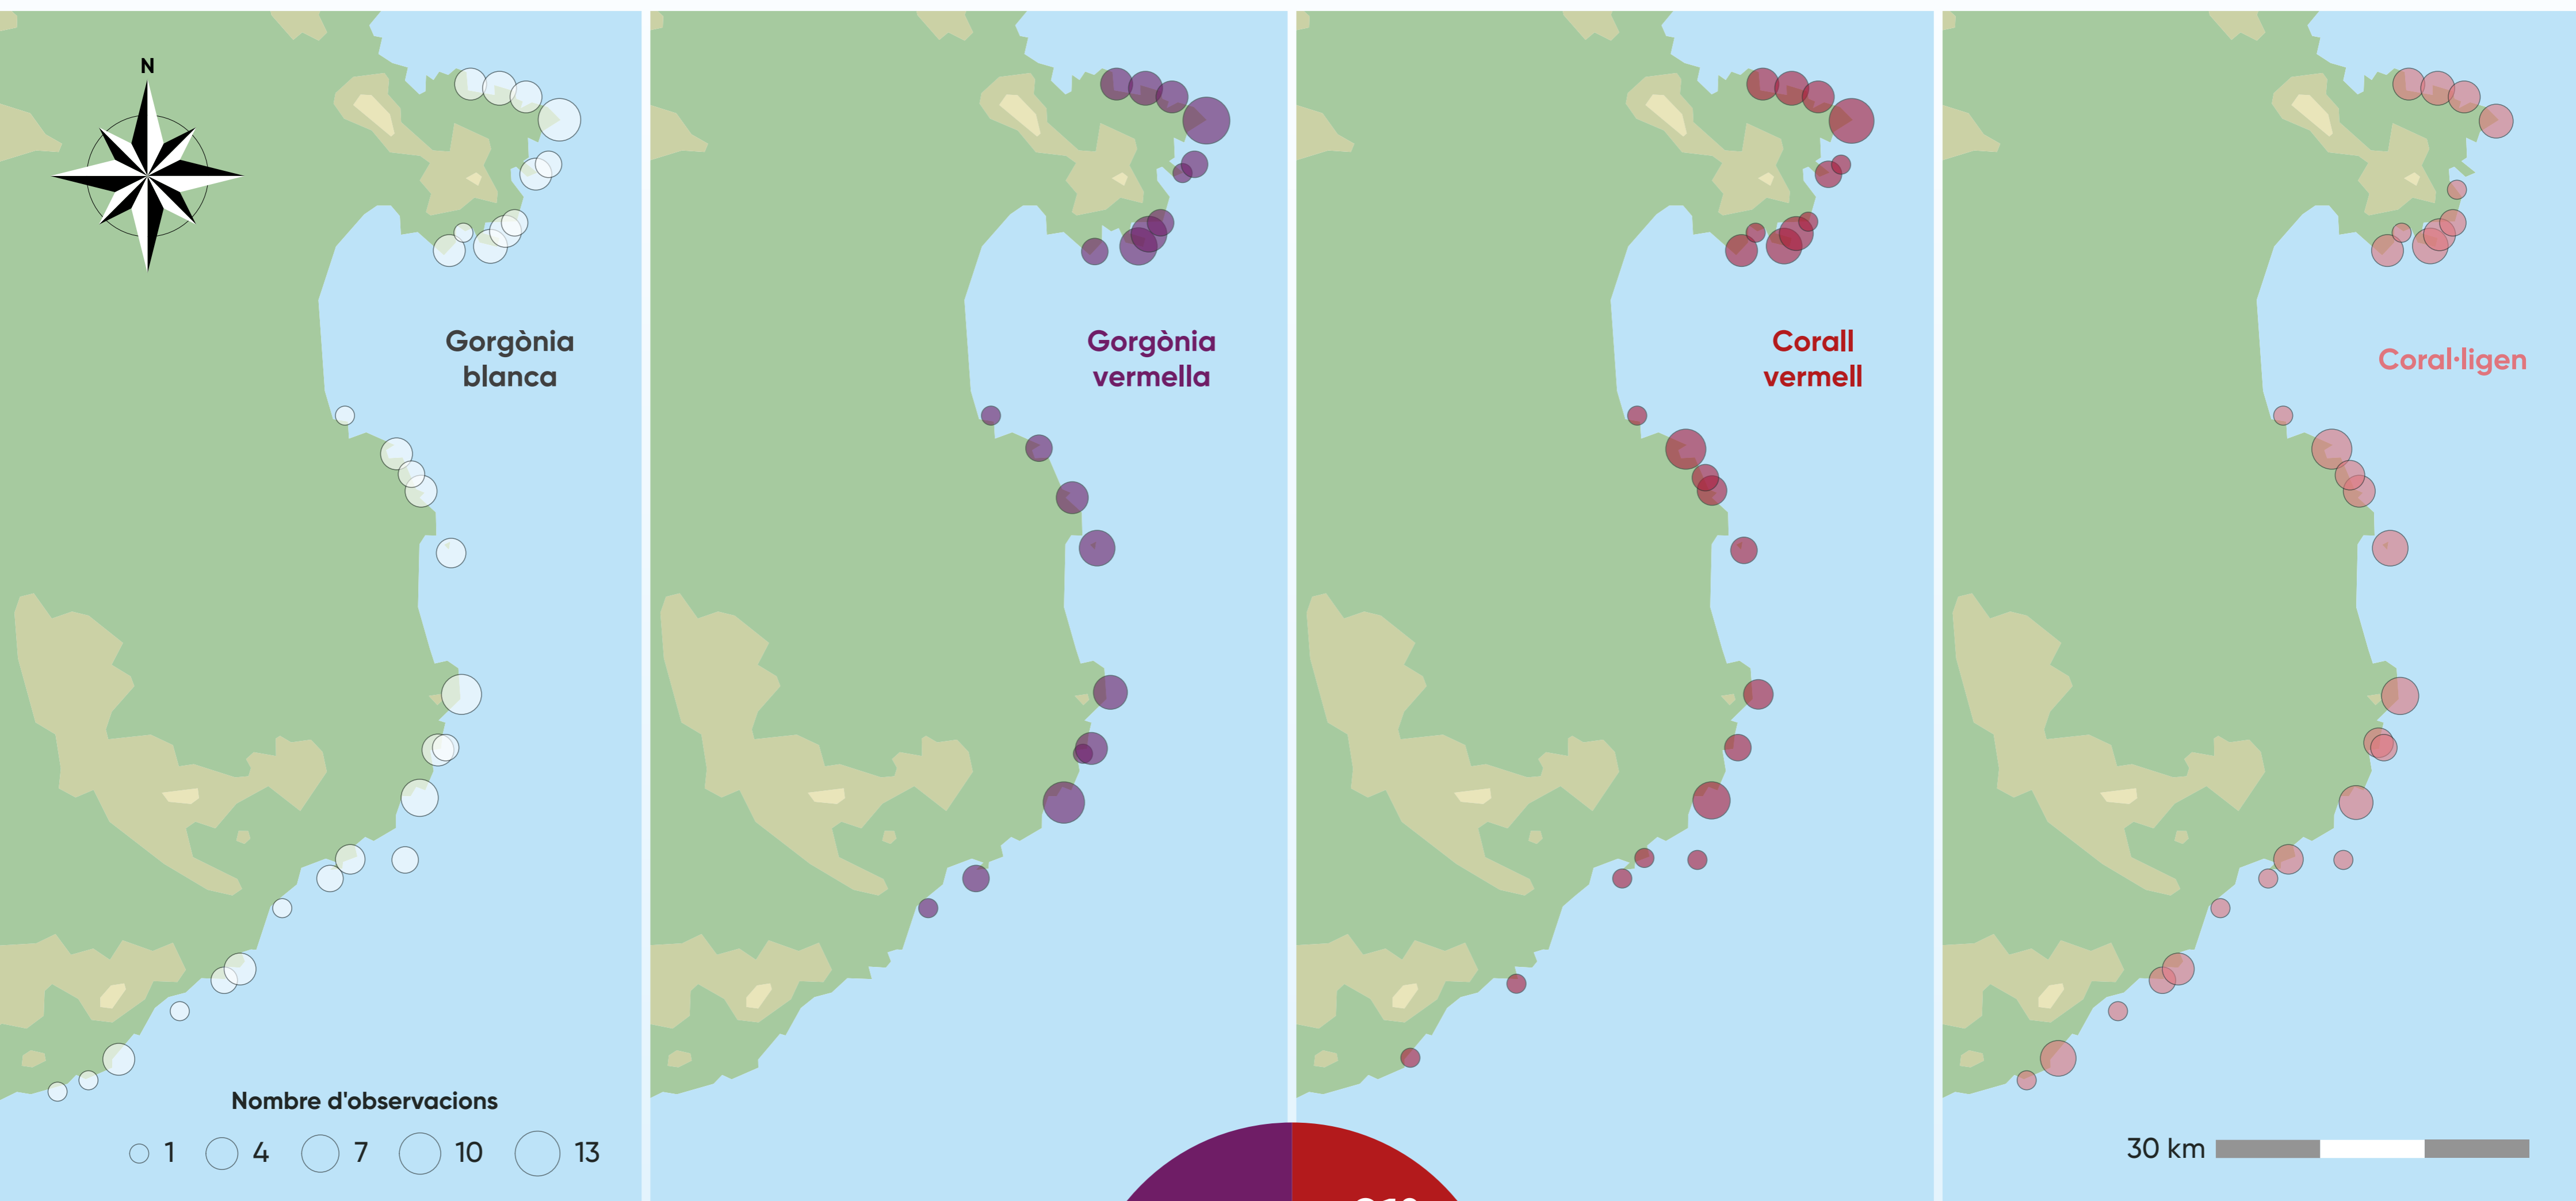 N
Gorgònia
blanca
Gorgònia
vermella
Corall
vermell
Coral·ligen
Nombre d'observacions
1 4 7 10 13
30 km